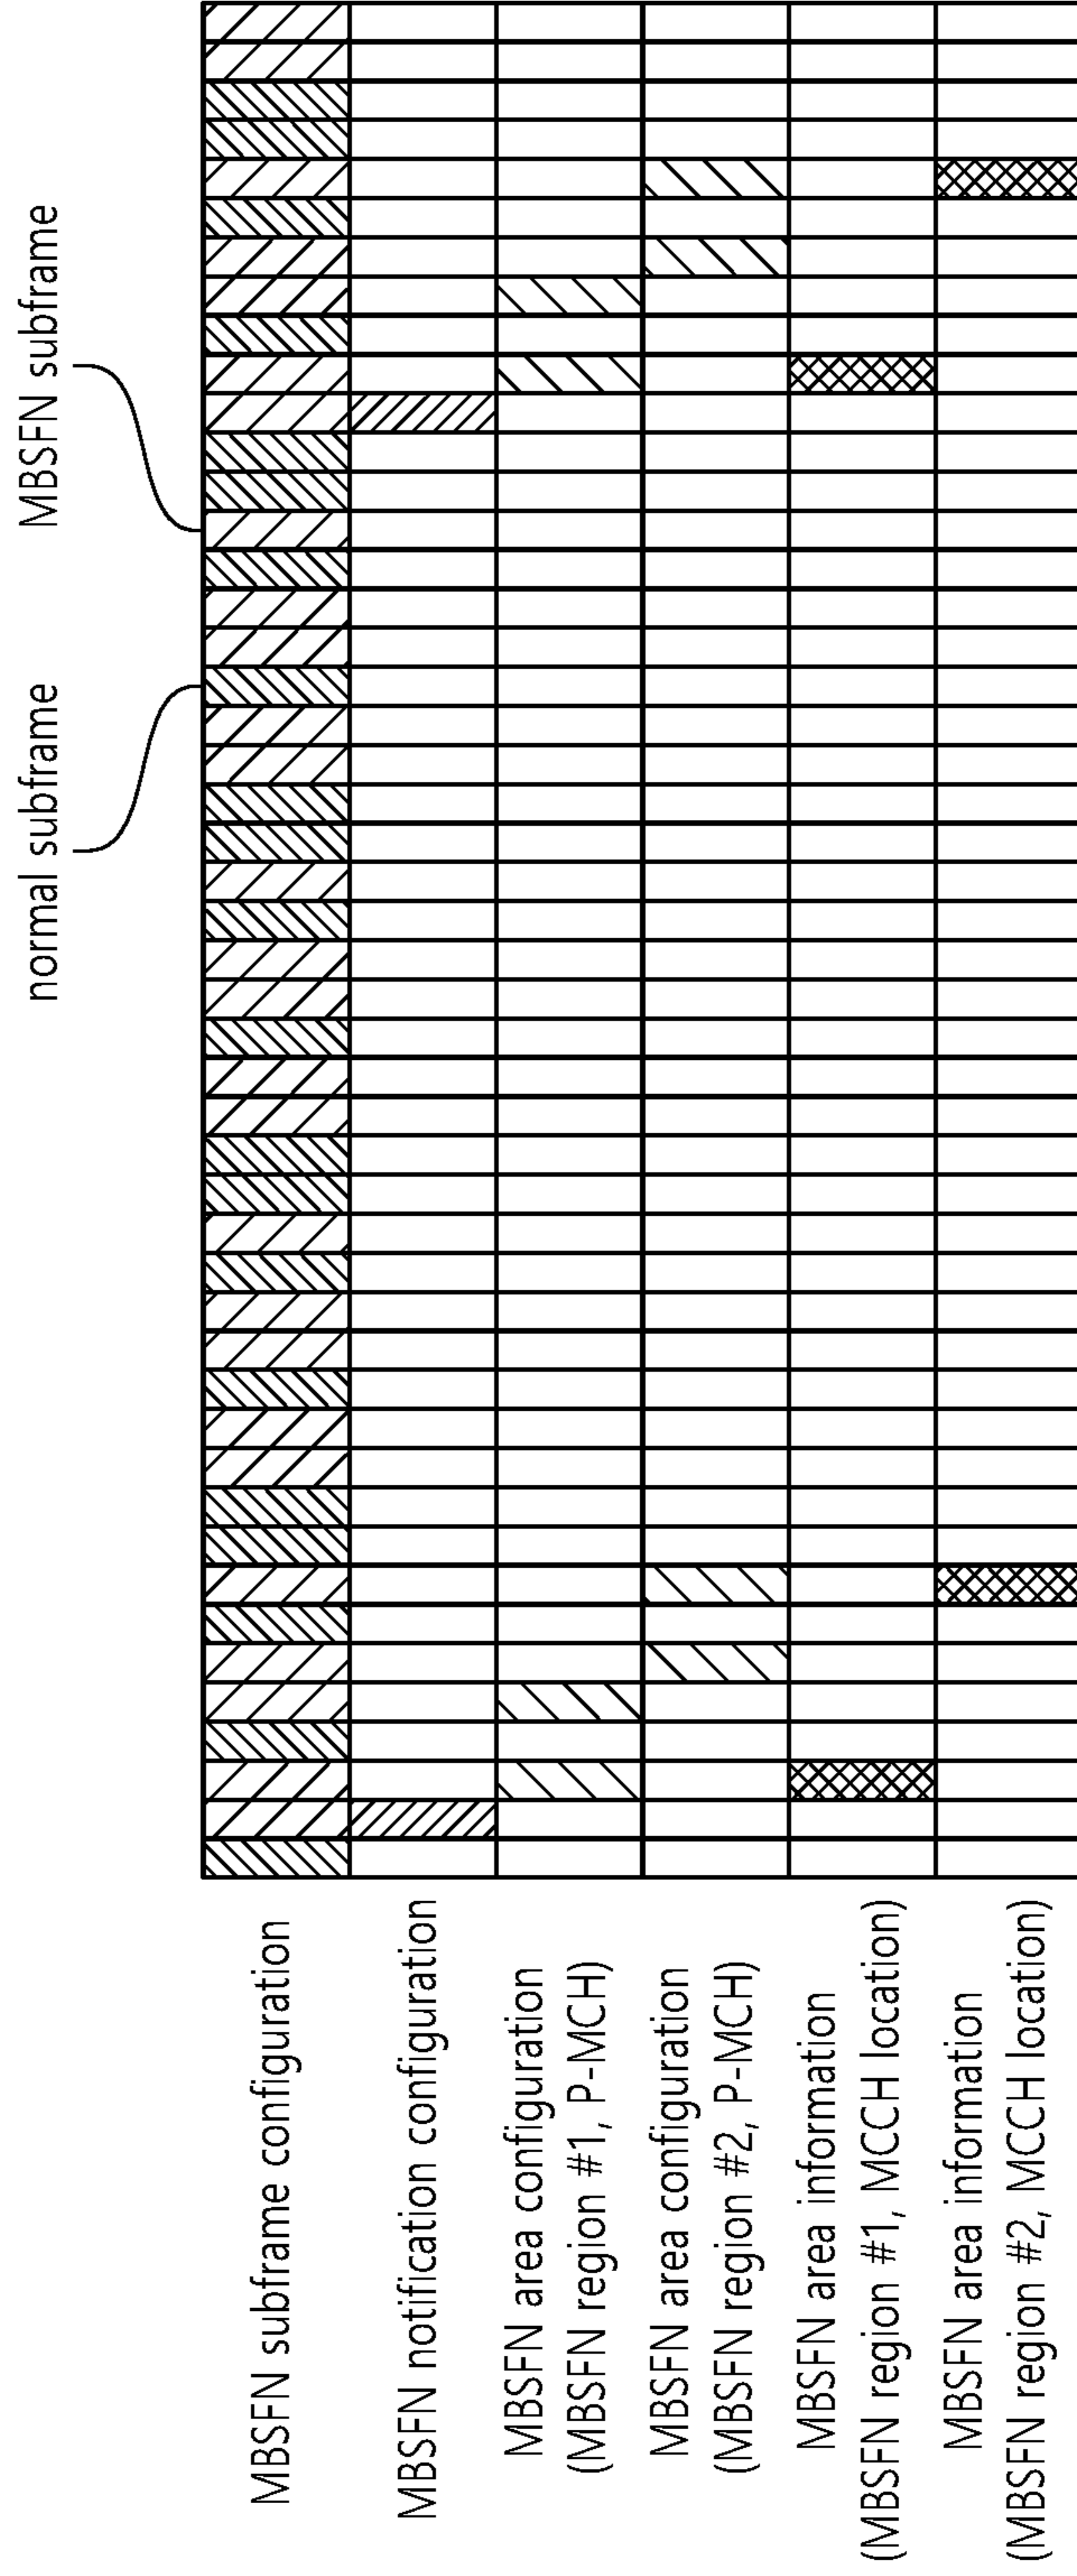 normal subframe
MBSFN subframe
MBSFN subframe configuration
MBSFN notification configuration
MBSFN area configuration
(MBSFN region #1, P-MCH)
MBSFN area configuration
(MBSFN region #2, P-MCH)
MBSFN area information
(MBSFN region #1, MCCH location)
MBSFN area information
(MBSFN region #2, MCCH location)